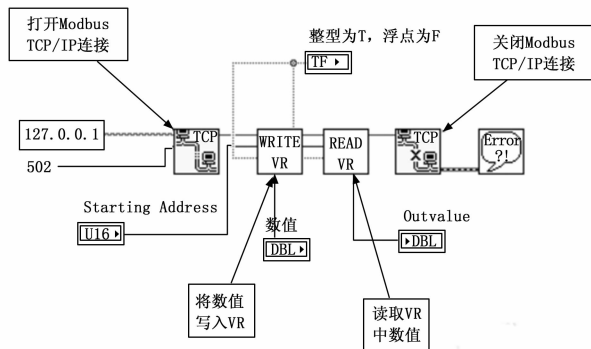 打开Modbus
TCP/IP连接
整型为T，浮点为F
TF
关闭Modbus
TCP/IP连接
127.0.0.1
502
TCP
WRITE
VR
READ
VR
TCP
Error
?!
Starting Address
U16
数值
DBL
Outvalue
DBL
将数值
写入VR
读取VR
中数值